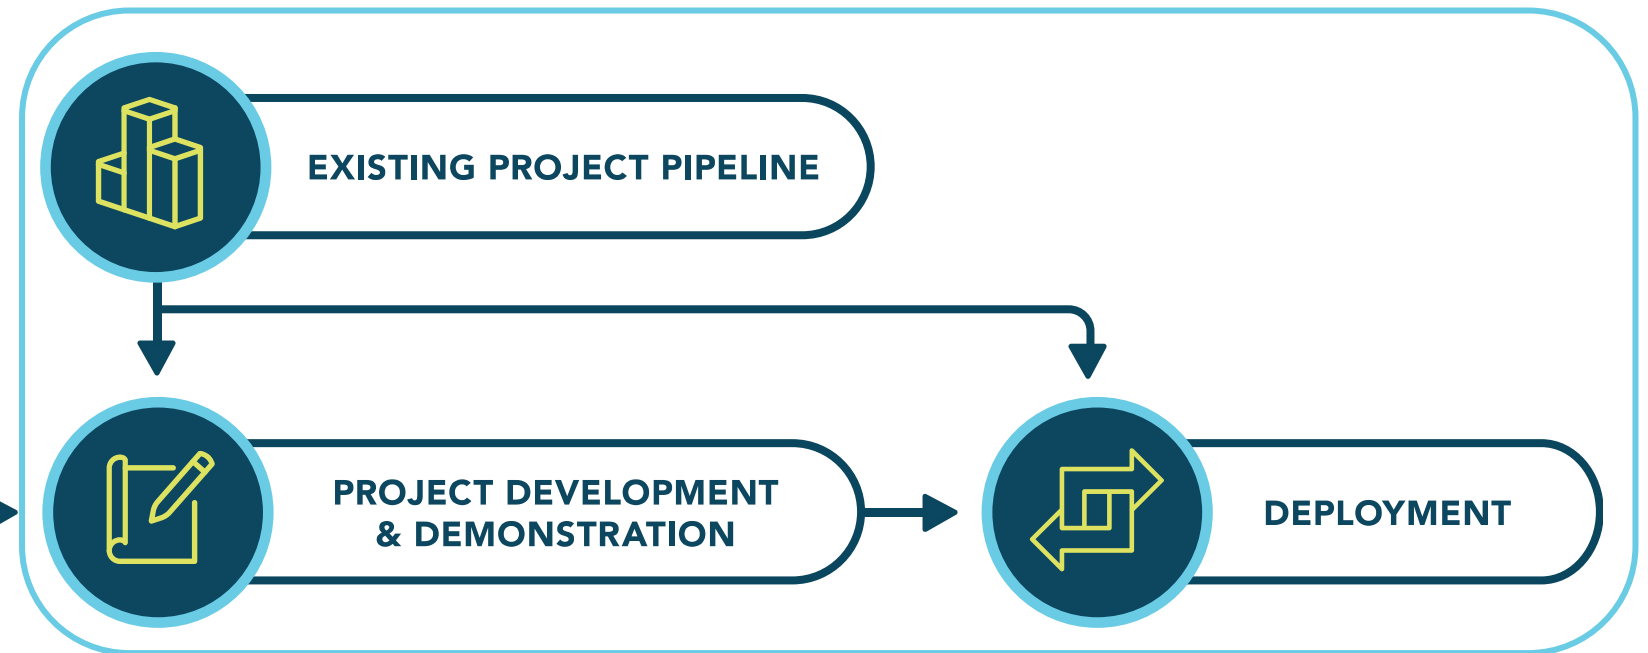 EXISTING PROJECT PIPELINE
PROJECT DEVELOPMENT
& DEMONSTRATION
DEPLOYMENT